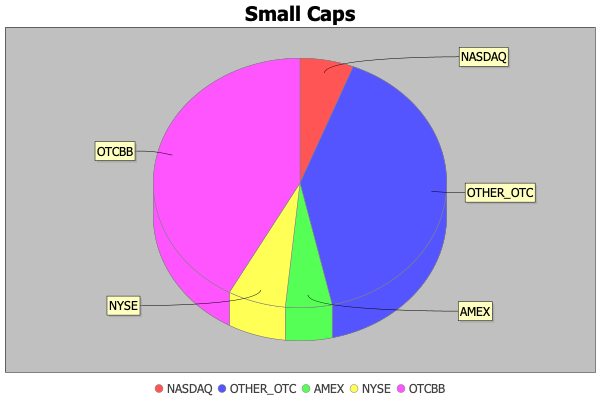 Small Caps
NASDAQ
OTCBB
OTHER_OTC
NYSE
AMEX
NASDAQ OTHER_OTC AMEX NYSE OTCBB